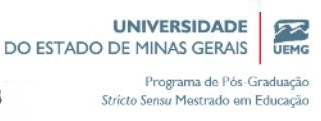 UNIVERSIDADE
DO ESTADO DE MINAS GERAIS
UEMG
Programa de Pós-Graduação
Stricto Sensu Mestrado em Educação